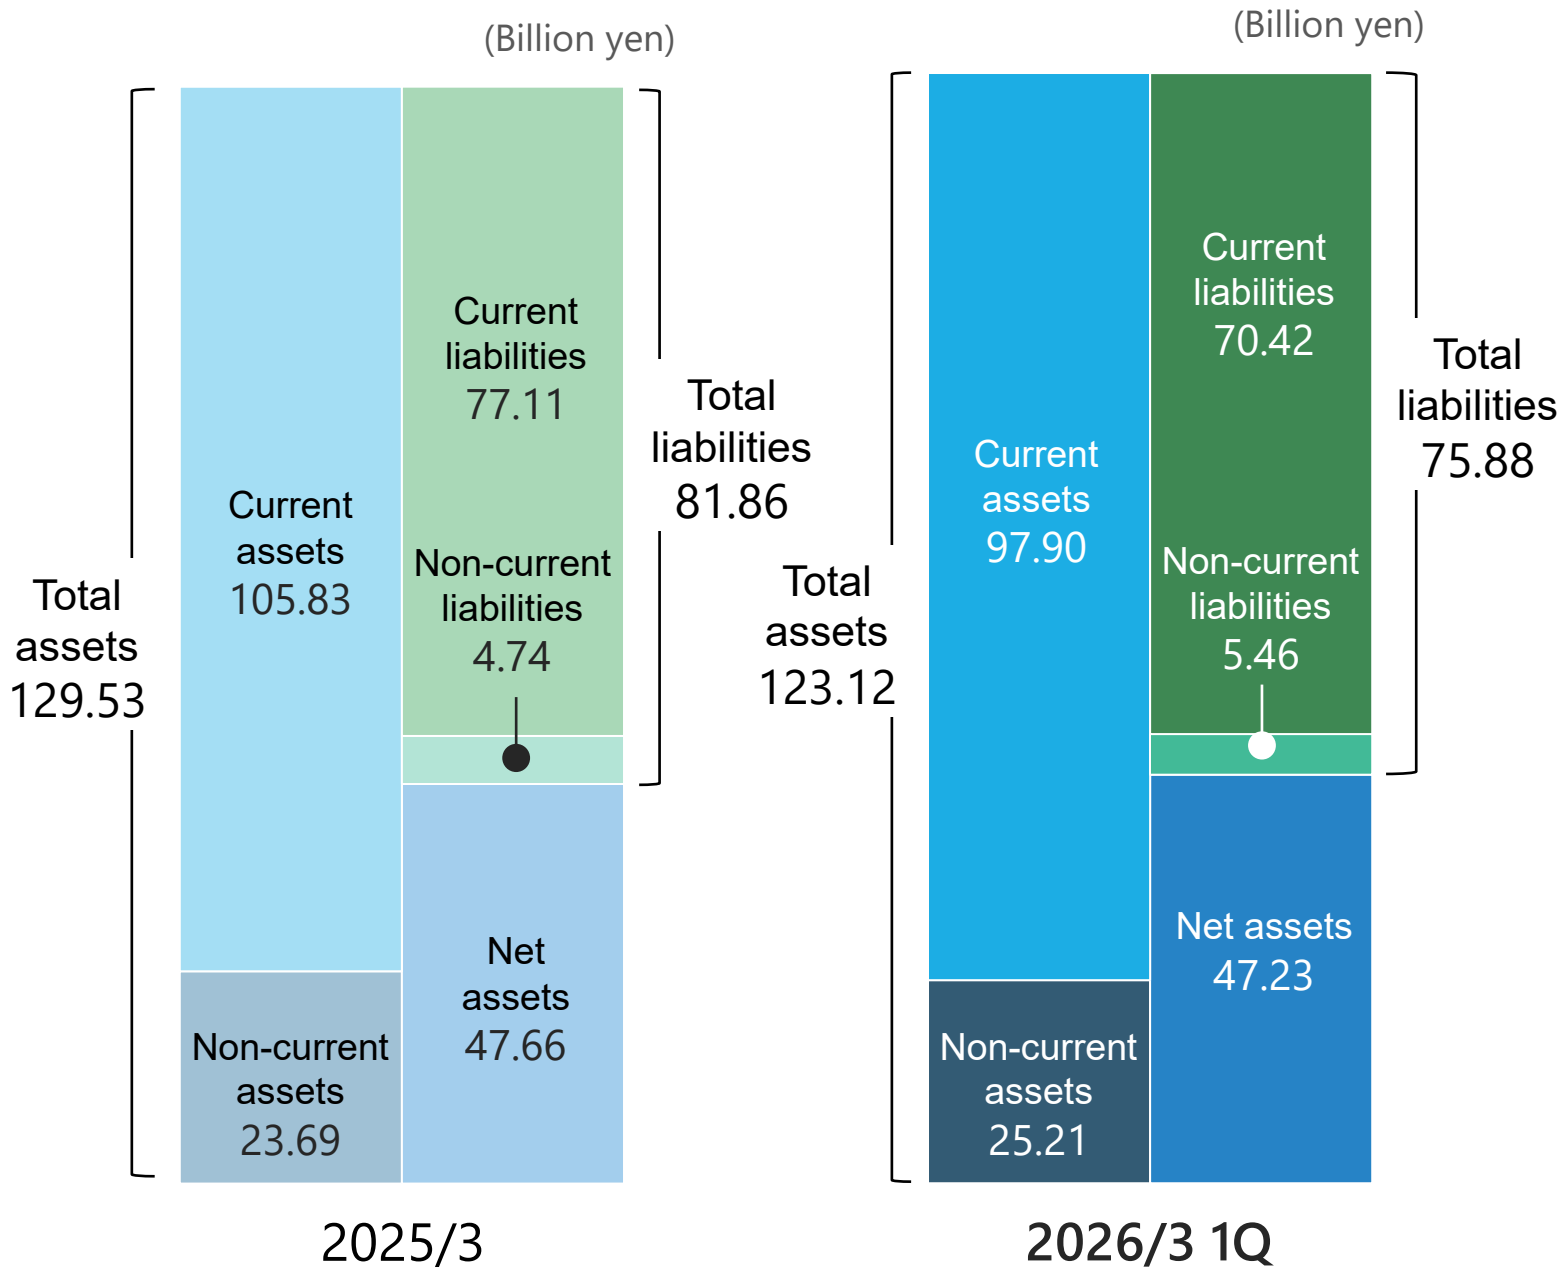 (Billion yen)
Total
assets
129.53
Current
assets
105.83
Non-current
assets
23.69
Current
liabilities
77.11
Non-current
liabilities
4.74
Net
assets
47.66
Total
liabilities
81.86
2025/3
(Billion yen)
Total
assets
123.12
Current
assets
97.90
Non-current
assets
25.21
Current
liabilities
70.42
Non-current
liabilities
5.46
Net assets
47.23
Total
liabilities
75.88
2026/3 1Q